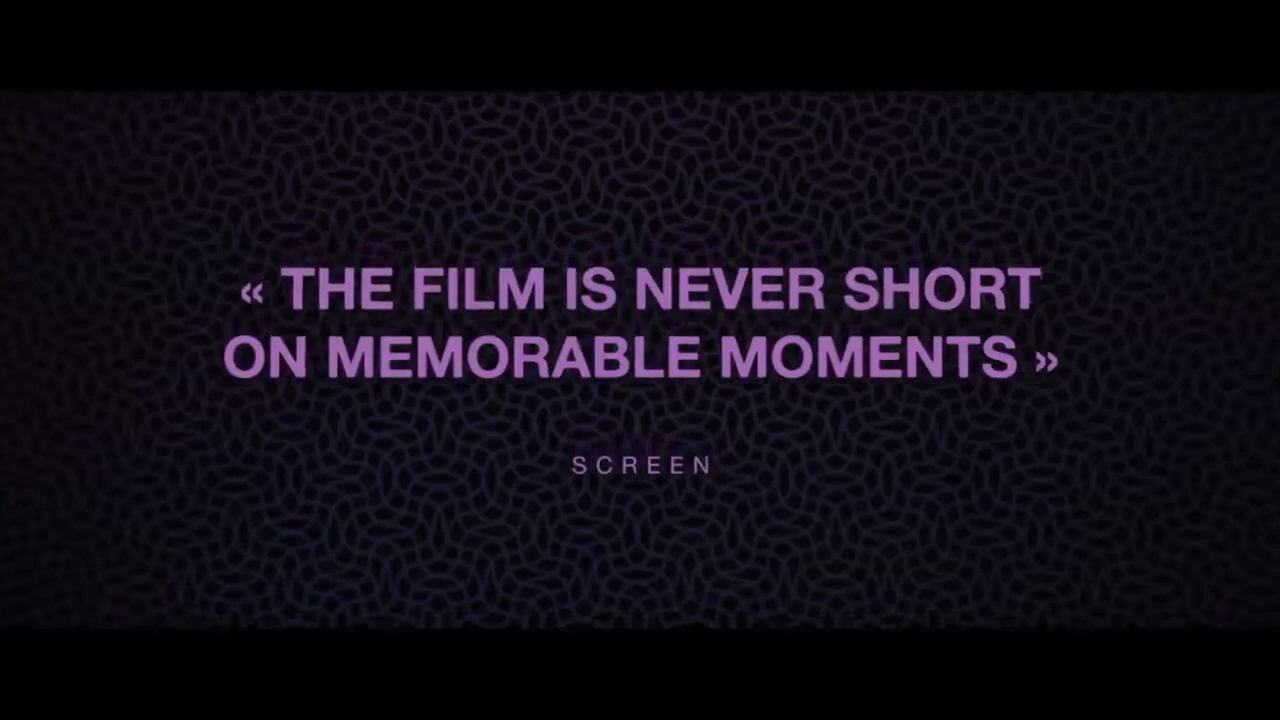 « THE FILM IS NEVER SHORT
ON MEMORABLE MOMENTS »
SCREEN